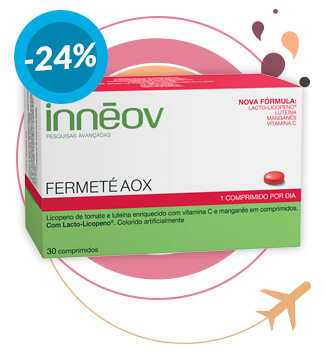 -24%
NOVA FÓRMULA:
LACTO-LICOPENO®
LUTEÍNA
MANGANÊS
VITAMINA C
innēov
PESQUISAS AVANÇADAS
FERMETÉ AOX
1 COMPRIMIDO POR DIA
Licopeno de tomate e luteína enriquecido com vitamina C e manganês em comprimidos.
Com Lacto-Licopeno®. Colorido artificialmente
30 comprimidos